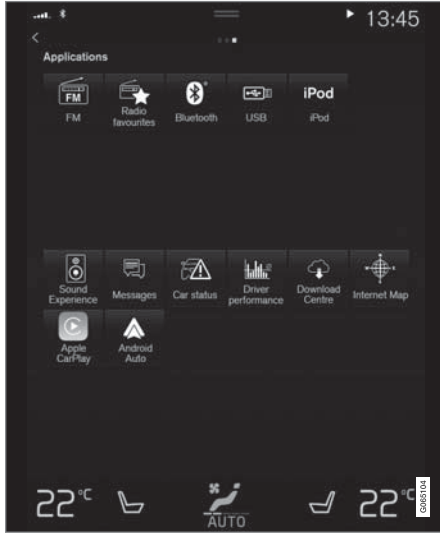 13:45
Applications
FM
iPod
FM
Radio
favourites
Bluetooth
USB
iPod
Sound
Experience
Messages
Car status
Driver
performance
Download
Centre
Internet Map
Apple
CarPlay
Android
Auto
22°C
AUTO
22°C
G065104